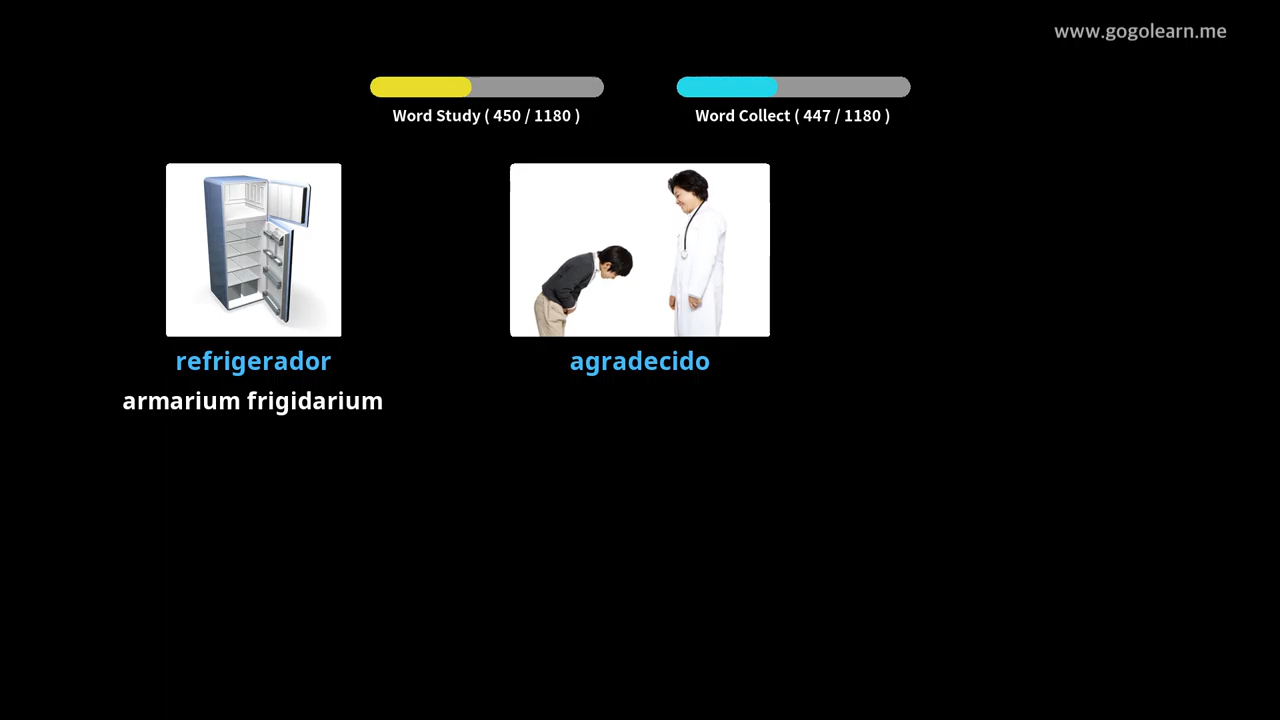 www.gogolearn.me
Word Study ( 450 / 1180 )
Word Collect ( 447 / 1180 )
refrigerador
agradecido
armarium frigidarium